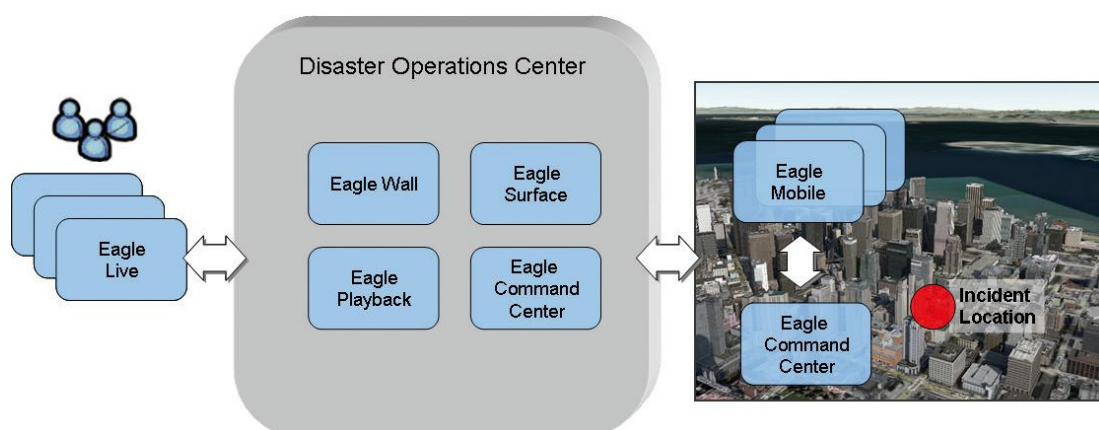 Disaster Operations Center
Eagle
Live
Eagle Wall
Eagle
Surface
Eagle
Playback
Eagle
Command
Center
Eagle
Mobile
Eagle
Command
Center
Incident
Location